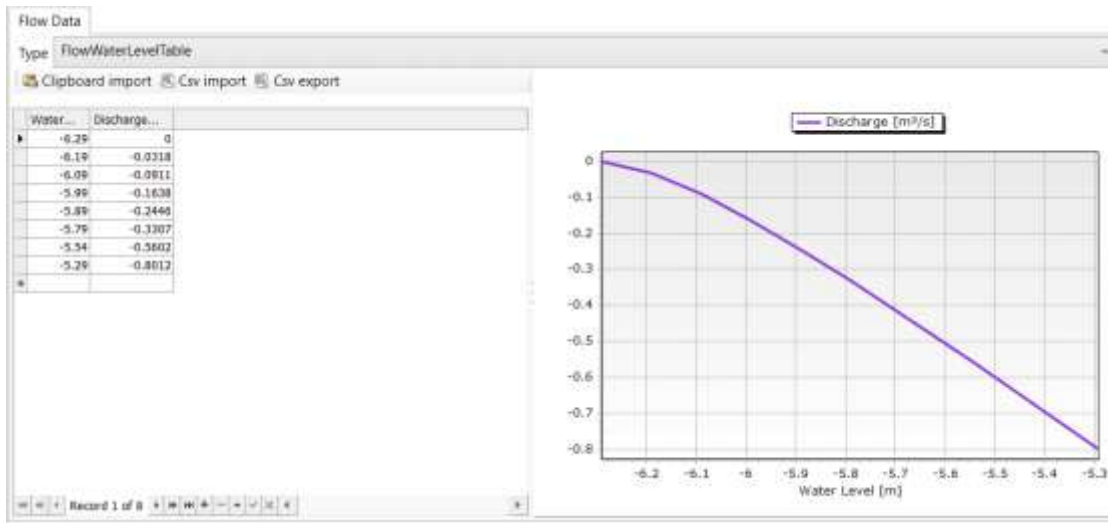 Flow Data
Type FlowWaterLevelTable
Clipboard import Csv import Csv export
Water... Discharge...
-6.29 0
-6.19 -0.0318
-6.09 -0.0911
-5.99 -0.1638
-5.89 -0.2446
-5.79 -0.3307
-5.54 -0.5602
-5.29 -0.8012
Record 1 of 8
Discharge [m³/s]
0
-0.1
-0.2
-0.3
-0.4
-0.5
-0.6
-0.7
-0.8
-6.2 -6.1 -6 -5.9 -5.8 -5.7 -5.6 -5.5 -5.4 -5.3
Water Level [m]